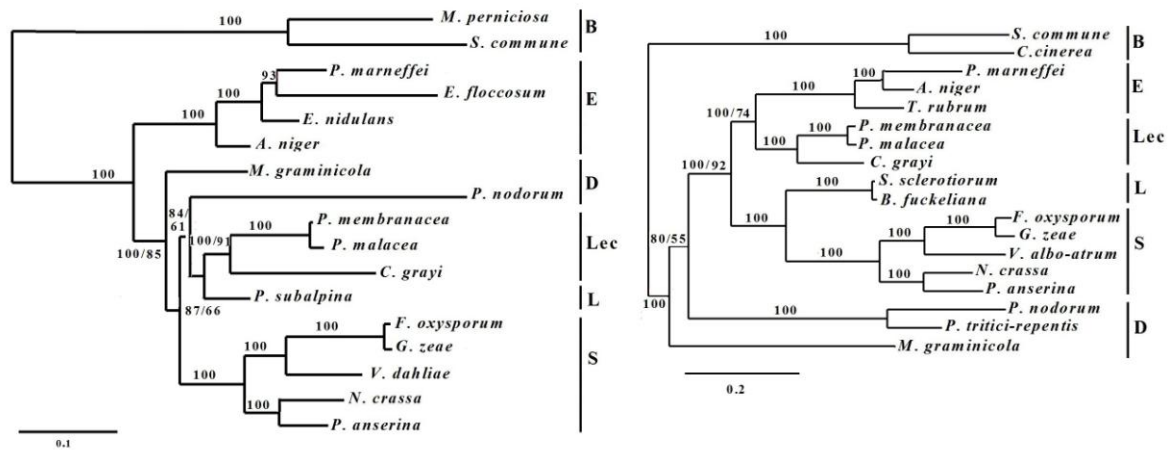 100
M. perniciosa
S. commune
B
93
P. marneffei
E. floccosum
100
E. nidulans
100
A. niger
E
100
M. graminicola
P. nodorum
D
84/
61
100/85
P. membranacea
100
P. malacea
100/91
C. grayi
Lec
P. subalpina
L
87/66
F. oxysporum
100
G. zeae
100
V. dahliae
100
N. crassa
100
P. anserina
S
0.1
100
S. commune
C.cinerea
B
P. marneffei
100
A. niger
100
T. rubrum
E
100/74
P. membranacea
100
P. malacea
100
C. grayi
Lec
100/92
S. sclerotiorum
100
B. fuckeliana
L
100
F. oxysporum
100
G. zeae
100
V. albo-atrum
100
N. crassa
100
P. anserina
S
80/55
P. nodorum
100
P. tritici-repentis
D
100
M. graminicola
0.2